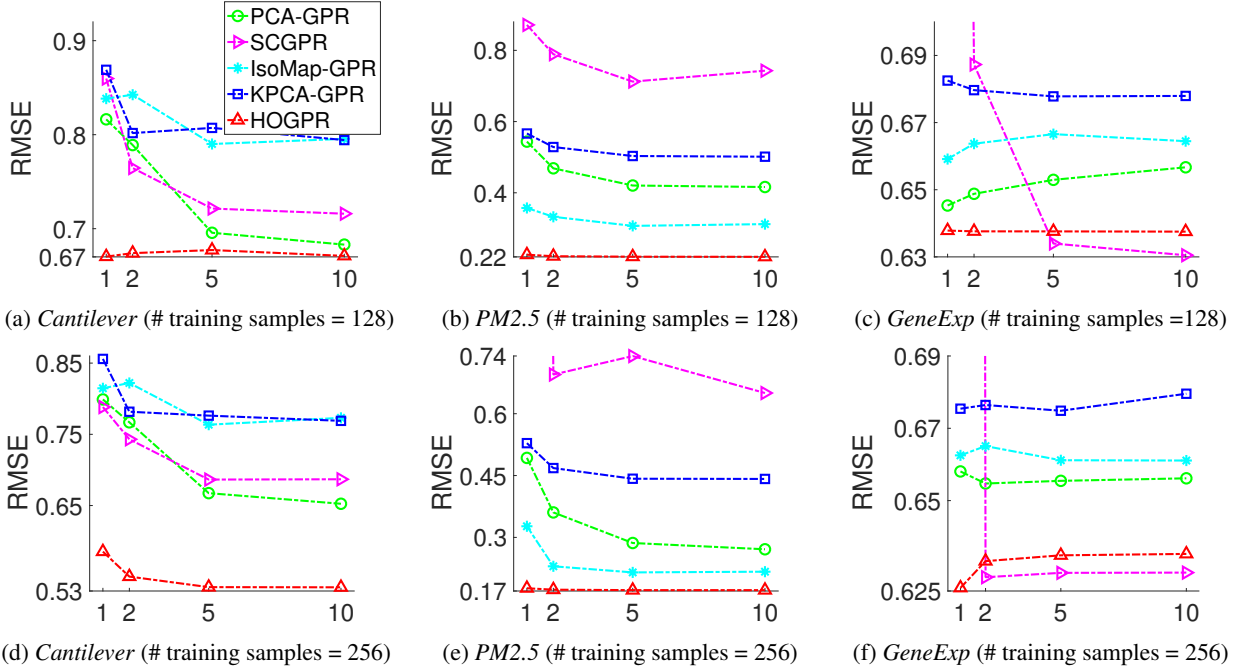 PCA-GPR
SCGPR
IsoMap-GPR
KPCA-GPR
HOGPR
RMSE
0.9
0.8
0.7
0.67
1 2 5 10
(a) Cantilever (# training samples = 128)
RMSE
0.8
0.6
0.4
0.22
1 2 5 10
(b) PM2.5 (# training samples = 128)
RMSE
0.69
0.67
0.65
0.63
1 2 5 10
(c) GeneExp (# training samples =128)
RMSE
0.85
0.75
0.65
0.53
1 2 5 10
(d) Cantilever (# training samples = 256)
RMSE
0.74
0.6
0.45
0.3
0.17
1 2 5 10
(e) PM2.5 (# training samples = 256)
RMSE
0.69
0.67
0.65
0.625
1 2 5 10
(f) GeneExp (# training samples = 256)